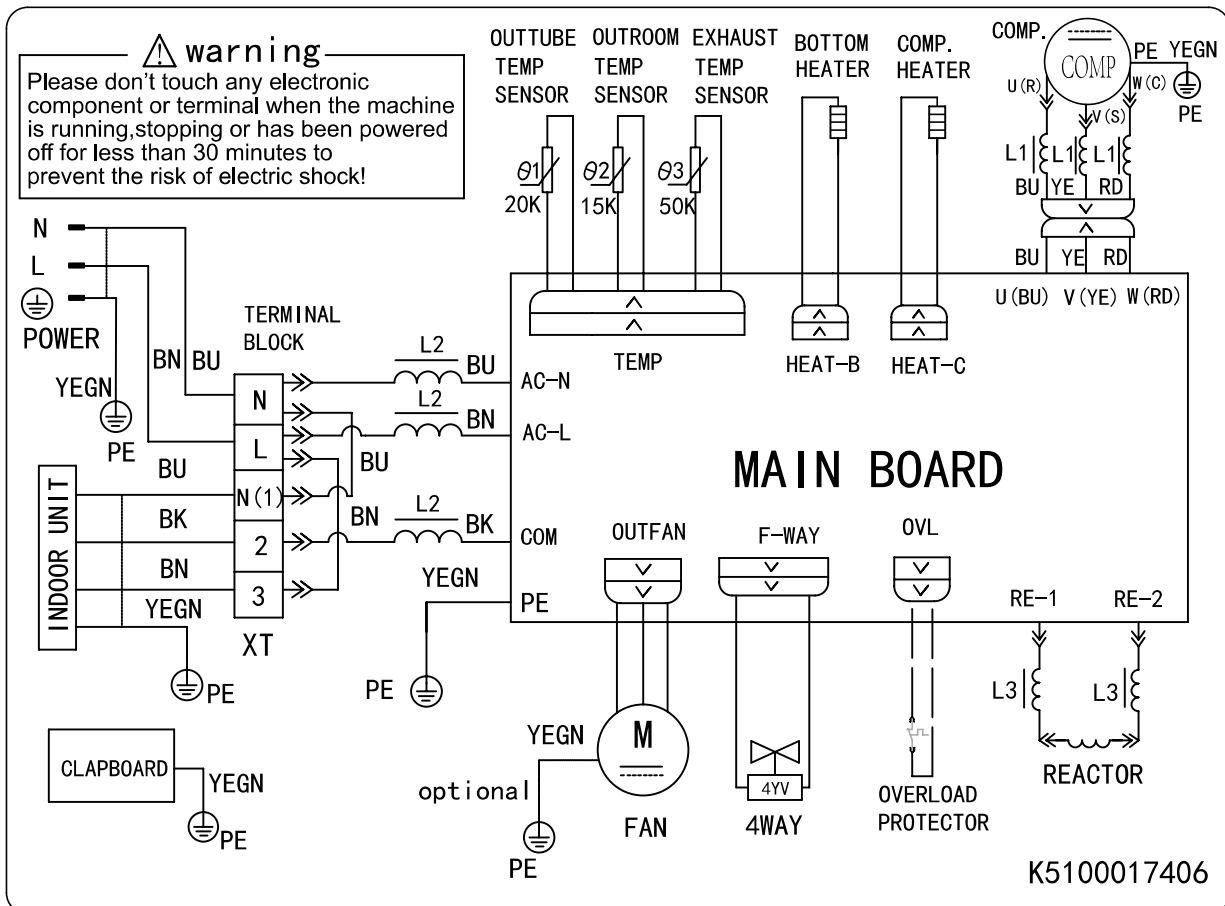 warning
Please don't touch any electronic
component or terminal when the machine
is running,stopping or has been powered
off for less than 30 minutes to
prevent the risk of electric shock!
OUTTUBE
TEMP
SENSOR
OUTROOM
TEMP
SENSOR
EXHAUST
TEMP
SENSOR
BOTTOM
HEATER
COMP.
HEATER
COMP.
COMP
PE YEGN
PE
U(R)
V(S)
W(C)
L1 L1 L1
BU YE RD
BU YE RD
U(BU) V(YE) W(RD)
θ1
20K
θ2
15K
θ3
50K
TEMP
HEAT-B
HEAT-C
N
L
POWER
YEGN
PE
BN BU
TERMINAL
BLOCK
N
L
N(1)
2
3
XT
L2
BU
AC-N
L2
BN
AC-L
BU
BN
L2
BK
COM
YEGN
PE
PE
MAIN BOARD
INDOOR UNIT
BU
BK
BN
YEGN
PE
CLAPBOARD
YEGN
PE
OUTFAN
F-WAY
OVL
RE-1
RE-2
YEGN
optional
PE
M
FAN
4YV
4WAY
OVERLOAD
PROTECTOR
L3
L3
REACTOR
K5100017406